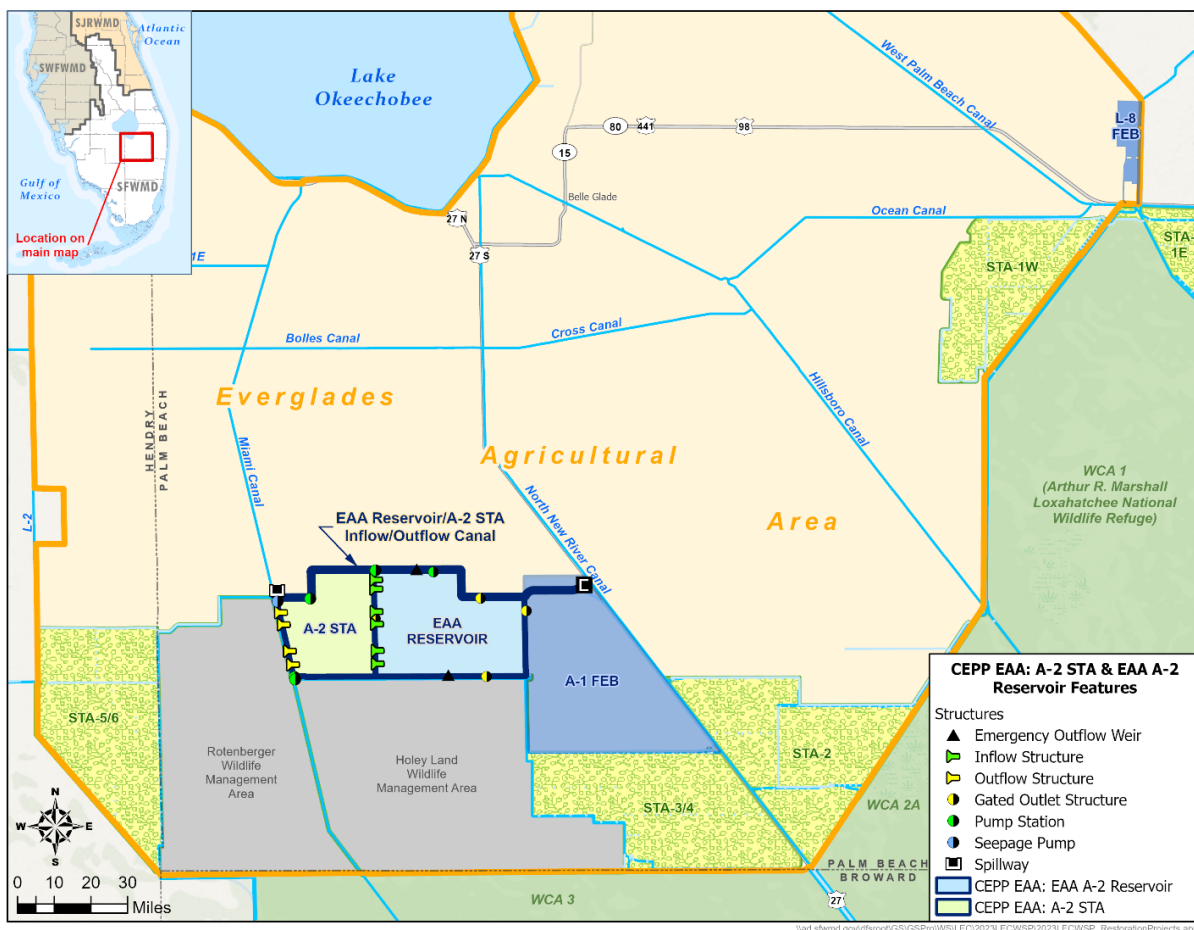 SJRWMD
Atlantic
Ocean
SWFWMD
Gulf of
Mexico
SFWMD
Location on
main map
Lake
Okeechobee
West Palm Beach Canal
80
441
98
15
L-8
FEB
Belle Glade
27 N
27 S
Ocean Canal
1E
STA-1W
STA-
1E
Bolles Canal
Cross Canal
Everglades
Hillsboro Canal
HENDRY
PALM BEACH
Miami Canal
Agricultural
WCA 1
(Arthur R. Marshall
Loxahatchee National
Wildlife Refuge)
L-2
North New River Canal
Area
EAA Reservoir/A-2 STA
Inflow/Outflow Canal
A-2 STA
EAA
RESERVOIR
A-1 FEB
STA-5/6
Rotenberger
Wildlife
Management
Area
Holey Land
Wildlife
Management Area
STA-2
STA-3/4
WCA 2A
PALM BEACH
BROWARD
WCA 3
27
N
W
E
S
0 10 20 30
Miles
CEPP EAA: A-2 STA & EAA A-2
Reservoir Features
Structures
Emergency Outflow Weir
Inflow Structure
Outflow Structure
Gated Outlet Structure
Pump Station
Seepage Pump
Spillway
CEPP EAA: EAA A-2 Reservoir
CEPP EAA: A-2 STA